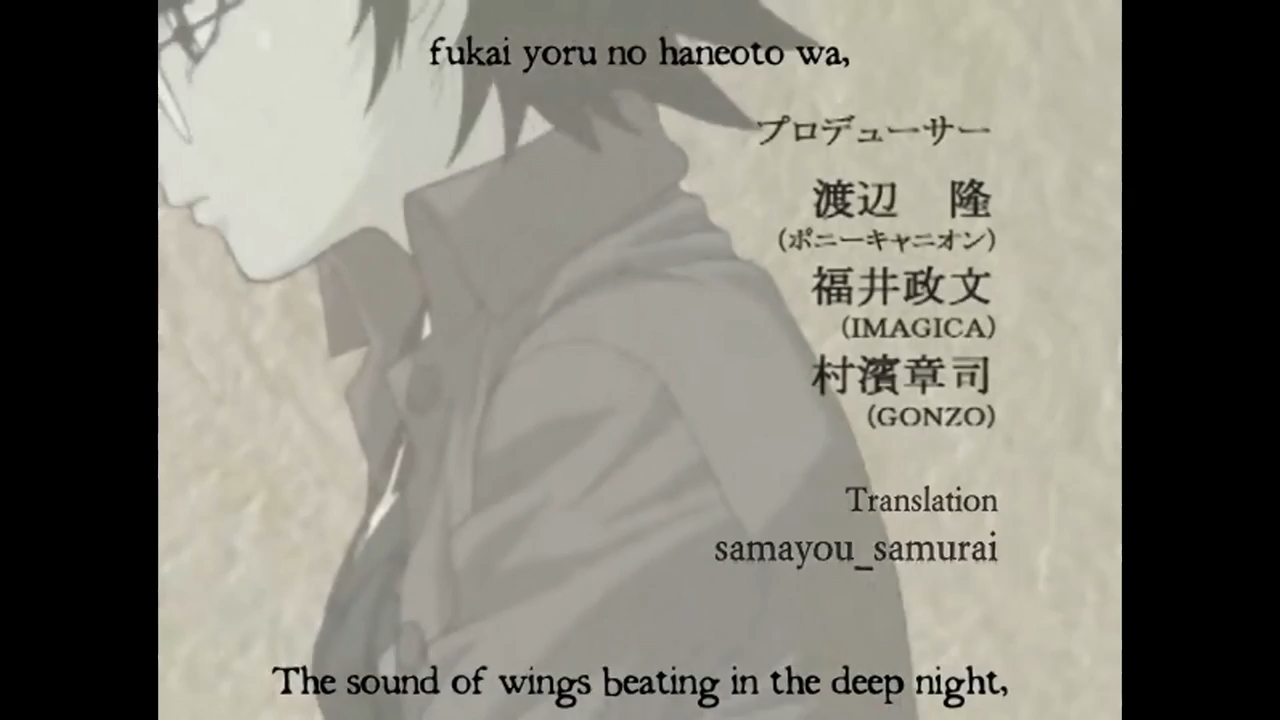 fukai yoru no haneoto wa,
プロデューサー
渡辺　隆
(ポニーキャニオン)
福井政文
(IMAGICA)
村濱章司
(GONZO)
Translation
samayou_samurai
The sound of wings beating in the deep night,